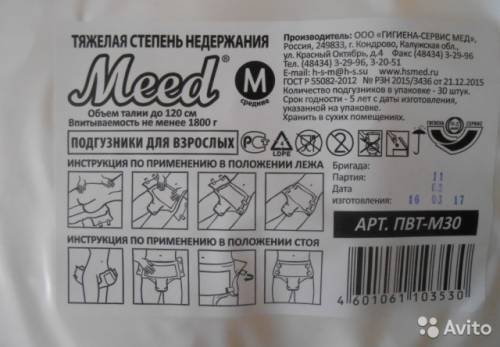 ТЯЖЕЛАЯ СТЕПЕНЬ НЕДЕРЖАНИЯ
Meed®
M
средние
Объем талии до 120 см
Впитываемость не менее 1800 г
ПОДГУЗНИКИ ДЛЯ ВЗРОСЛЫХ
Производитель: ООО «ГИГИЕНА-СЕРВИС МЕД»,
Россия, 249833, г. Кондрово, Калужская обл.,
ул. Красный Октябрь, д.4 Факс (48434) 3-29-96
Тел. (48434) 3-29-96, 3-20-51
E-mail: h-s-m@h-s.su www.hsmed.ru
ГОСТ Р 55082-2012 № РЗН 2015/3436 от 21.12.2015
Количество подгузников в упаковке - 30 штук.
Срок годности - 5 лет с даты изготовления,
указанной на упаковке.
Хранить в сухих помещениях.
LDPE
ГИГИЕНА СЕРВИС
ИНСТРУКЦИЯ ПО ПРИМЕНЕНИЮ В ПОЛОЖЕНИИ ЛЕЖА
ИНСТРУКЦИЯ ПО ПРИМЕНЕНИЮ В ПОЛОЖЕНИИ СТОЯ
Бригада:
Партия: 11
Дата
изготовления: 16 03 17
АРТ. ПВТ-М30
4 601061 103530
Avito